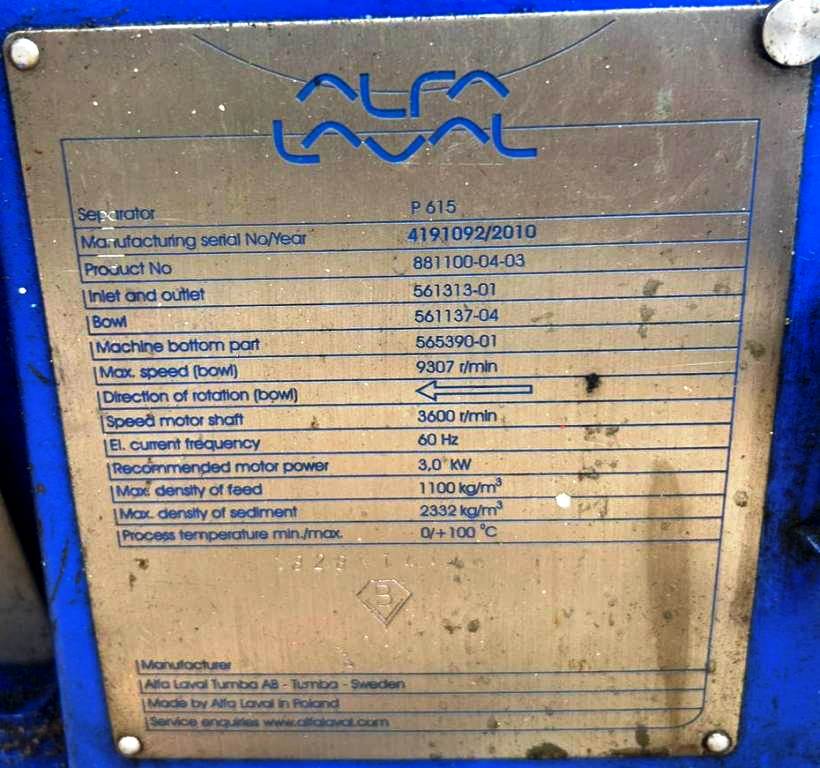 ALFA
LAVAL
Separator P 615
Manufacturing serial No/Year 4191092/2010
Product No 881100-04-03
Inlet and outlet 561313-01
Bowl 561137-04
Machine bottom part 565390-01
Max. speed (bowl) 9307 r/min
Direction of rotation (bowl)
Speed motor shaft 3600 r/min
El. current frequency 60 Hz
Recommended motor power 3,0 kW
Max. density of feed 1100 kg/m³
Max. density of sediment 2332 kg/m³
Process temperature min./max. 0/+100 °C
B
Manufacturer
Alfa Laval Tumba AB - Tumba - Sweden
Made by Alfa Laval in Poland
Service enquiries www.alfalaval.com